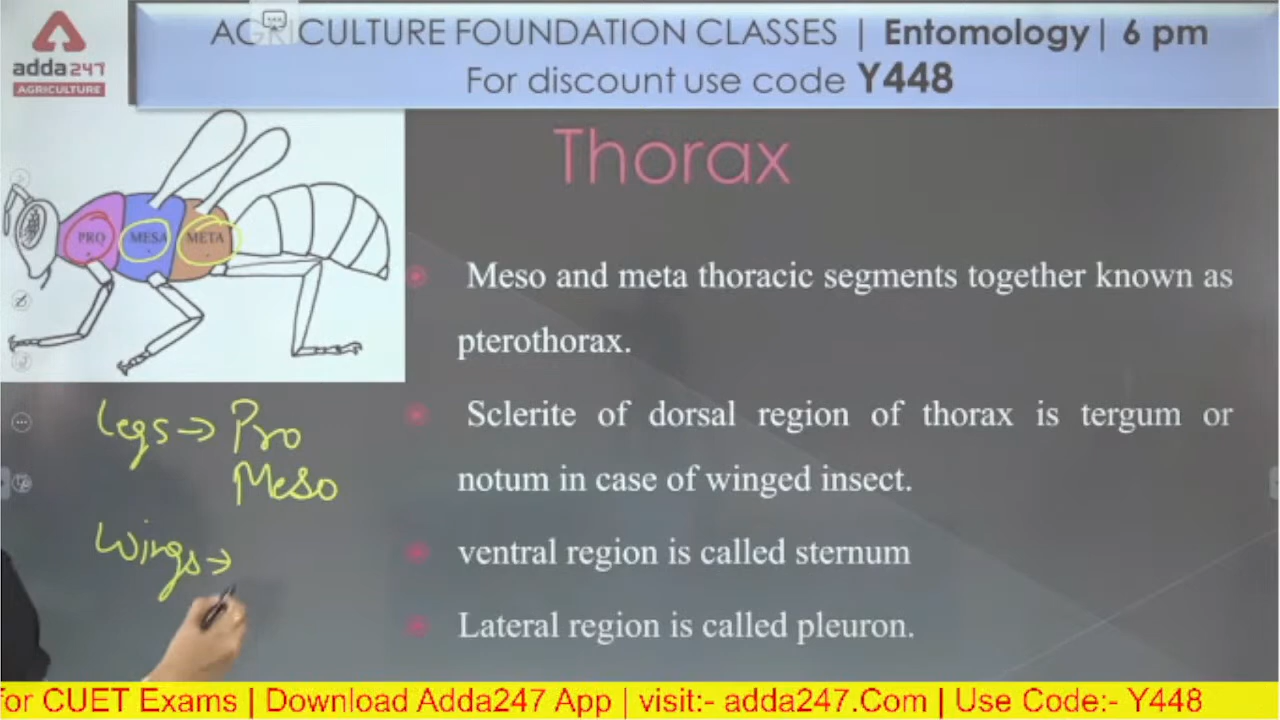 adda247
AGRICULTURE
AGRICULTURE FOUNDATION CLASSES | Entomology | 6 pm
For discount use code Y448
Thorax
PRO
MESA
META
Meso and meta thoracic segments together known as
pterothorax.
Sclerite of dorsal region of thorax is tergum or
notum in case of winged insect.
ventral region is called sternum
Lateral region is called pleuron.
Legs → Pro
Meso
Wings →
for CUET Exams | Download Adda247 App | visit:- adda247.Com | Use Code:- Y448